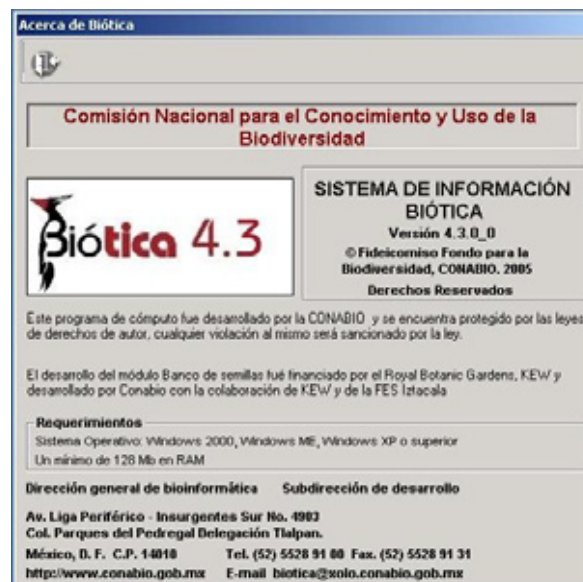 Acerca de Biótica
Comisión Nacional para el Conocimiento y Uso de la
Biodiversidad
Biótica 4.3
SISTEMA DE INFORMACIÓN
BIÓTICA
Versión 4.3.0_0
© Fideicomiso Fondo para la
Biodiversidad, CONABIO. 2005
Derechos Reservados
Este programa de cómputo fue desarrollado por la CONABIO y se encuentra protegido por las leyes
de derechos de autor, cualquier violación al mismo será sancionado por la ley.
El desarrollo del módulo Banco de semillas fué financiado por el Royal Botanic Gardens, KEW y
desarrollado por Conabio con la colaboración de KEW y de la FES Iztacala
Requerimientos
Sistema Operativo: Windows 2000, Windows ME, Windows XP o superior
Un mínimo de 128 Mb en RAM
Dirección general de bioinformática Subdirección de desarrollo
Av. Liga Periférico - Insurgentes Sur No. 4903
Col. Parques del Pedregal Delegación Tlalpan.
México, D. F. C.P. 14010 Tel. (52) 5528 91 00 Fax. (52) 5528 91 31
http://www.conabio.gob.mx E-mail biotica@xolo.conabio.gob.mx